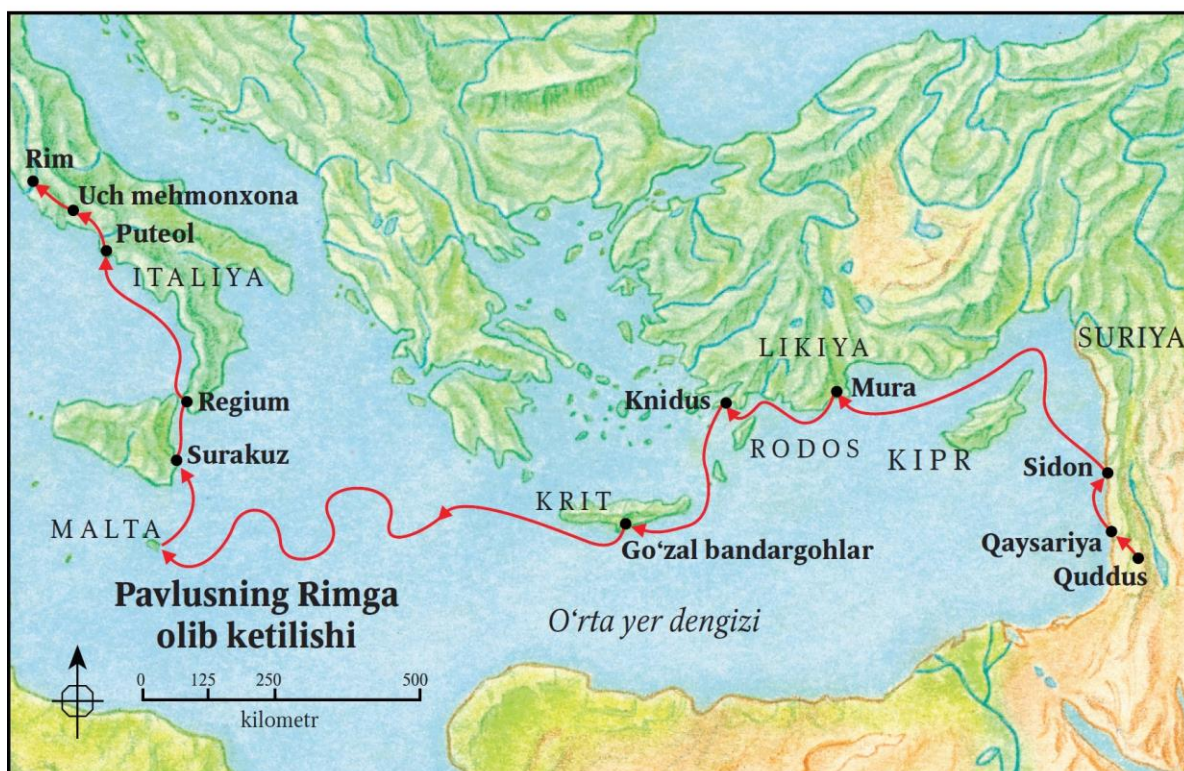 Rim
Uch mehmonxona
Puteol
ITALIYA
SURIYA
LIKIYA
Mura
Knidus
Regium
RODOS
KIPR
Surakuz
Sidon
KRIT
MALTA
Go‘zal bandargohlar
Qaysariya
Quddus
Pavlusning Rimga
olib ketilishi
O‘rta yer dengizi
0 125 250 500
kilometr